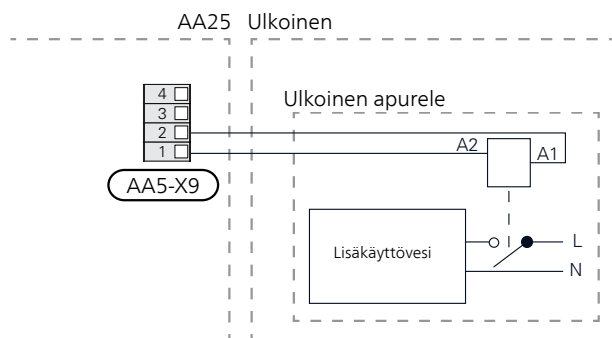 AA25 Ulkoinen
4
3
2
1
AA5-X9
Ulkoinen apurele
A2
A1
Lisäkäyttövesi
L
N